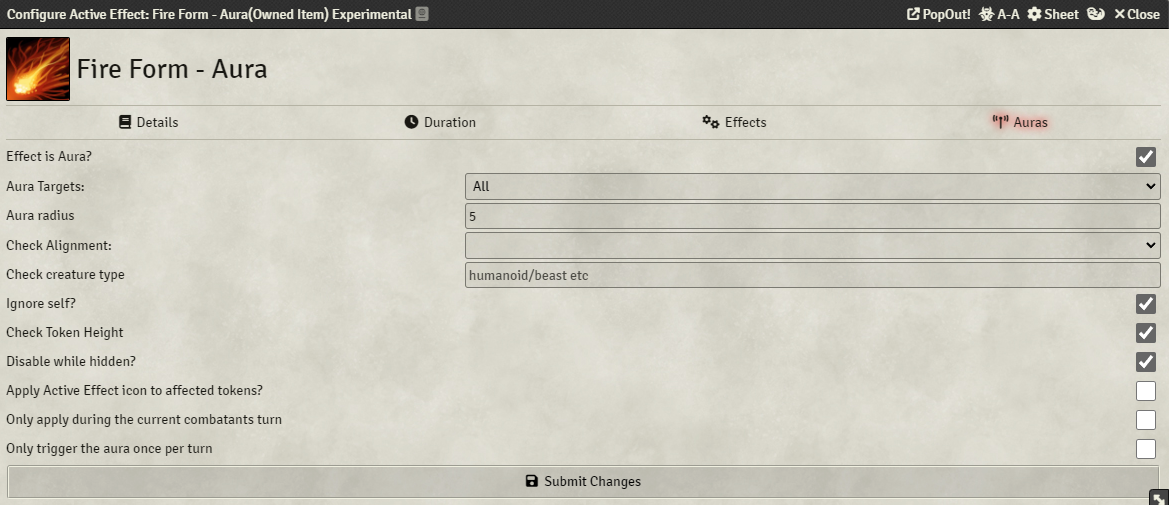 Configure Active Effect: Fire Form - Aura(Owned Item) Experimental PopOut! A-A Sheet Close
Fire Form - Aura
Details Duration Effects Auras
Effect is Aura?
Aura Targets: All
Aura radius 5
Check Alignment:
Check creature type humanoid/beast etc
Ignore self?
Check Token Height
Disable while hidden?
Apply Active Effect icon to affected tokens?
Only apply during the current combatants turn
Only trigger the aura once per turn
Submit Changes